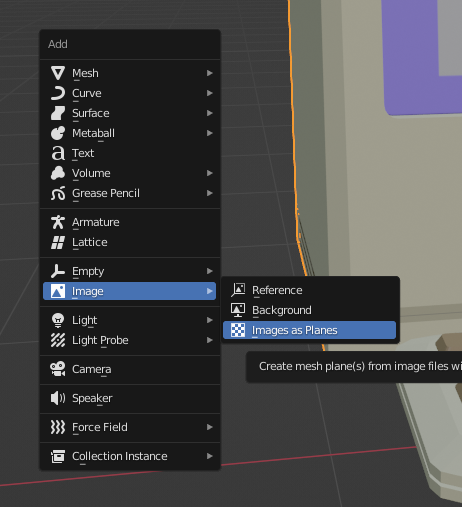 Add
Mesh
Curve
Surface
Metaball
Text
Volume
Grease Pencil
Armature
Lattice
Empty
Image
Light
Light Probe
Camera
Speaker
Force Field
Collection Instance
Reference
Background
Images as Planes
Create mesh plane(s) from image files wi